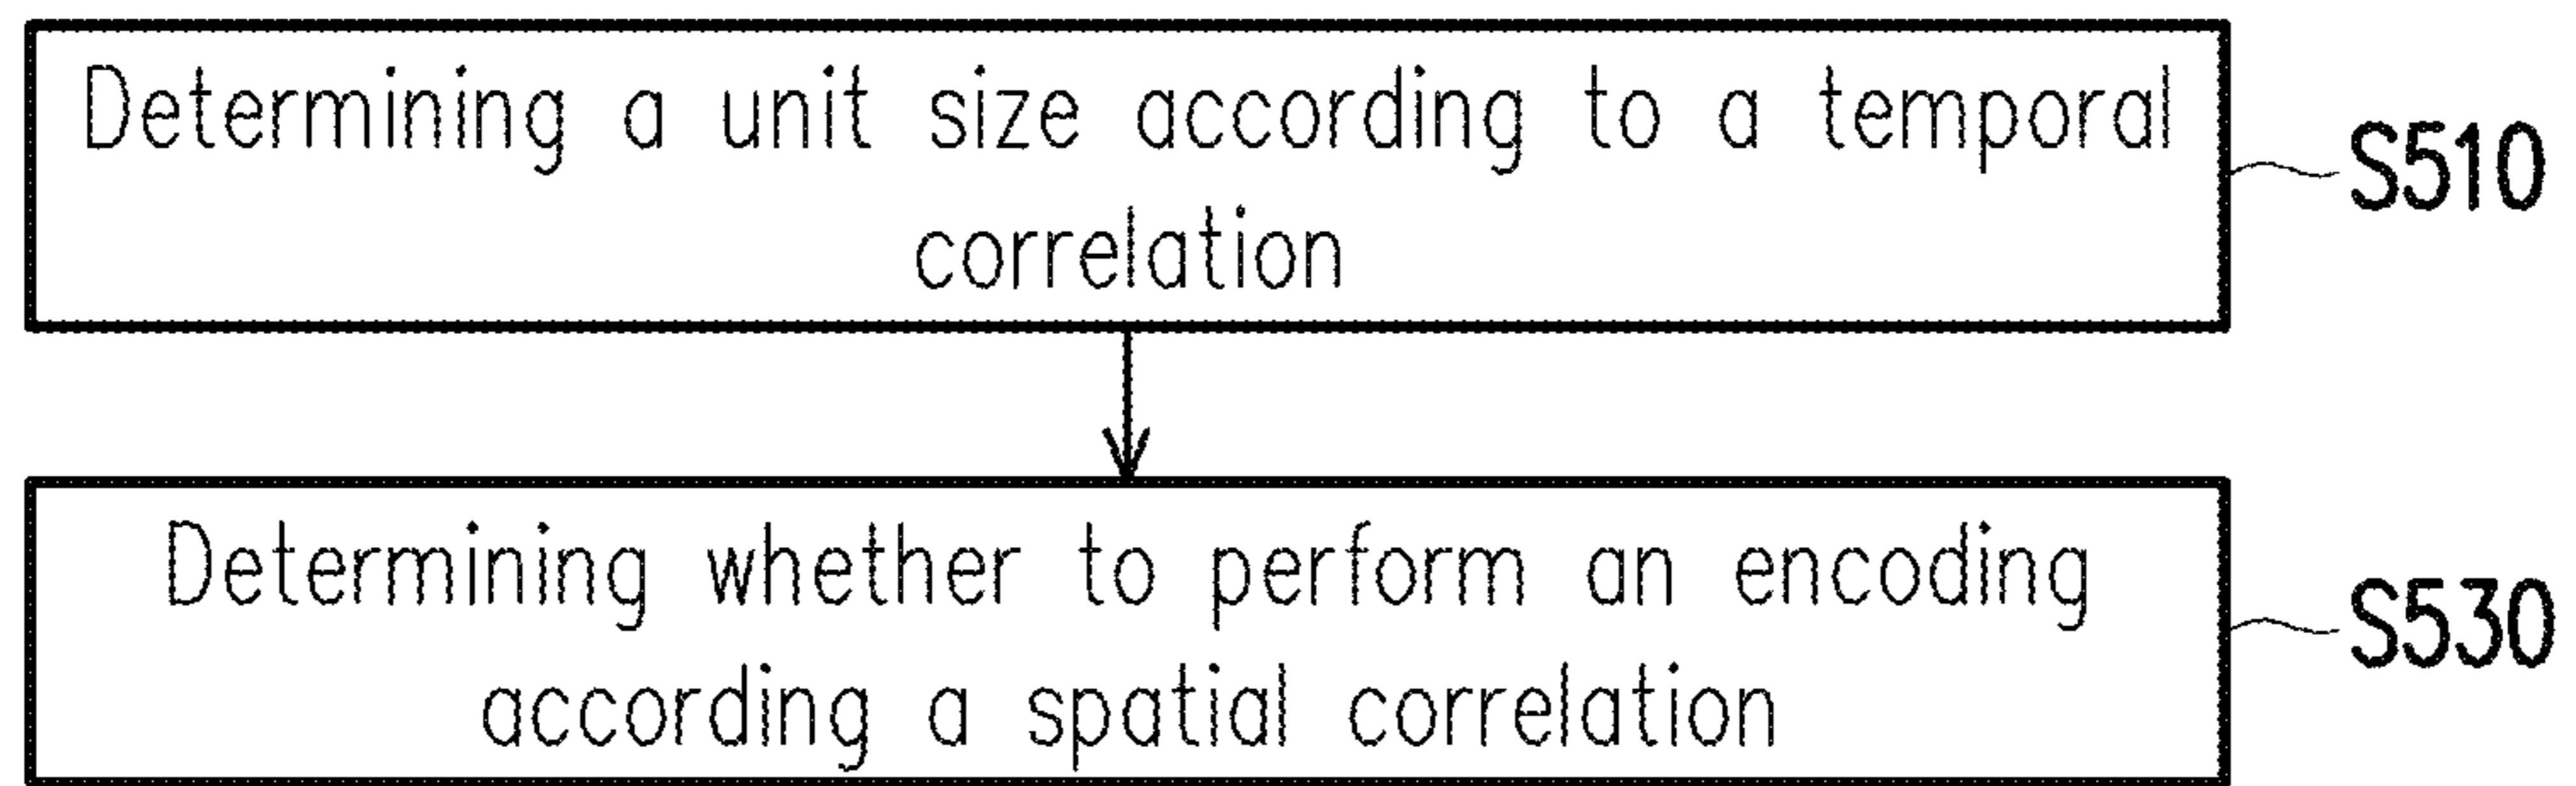 Determining a unit size according to a temporal
correlation
S510
Determining whether to perform an encoding
according a spatial correlation
S530